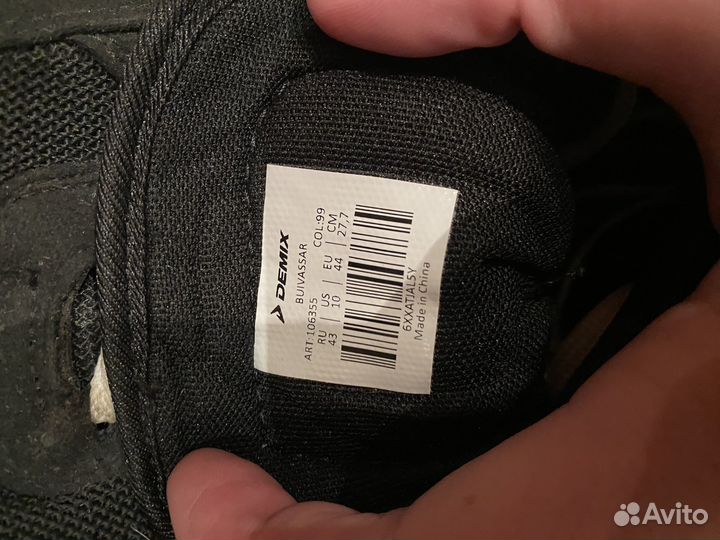 DEMIX
BUIVASSAR
ART:106355 COL:99
RU US EU CM
43 10 44 27,7
6XXATJAL5Y
Made in China
Avito